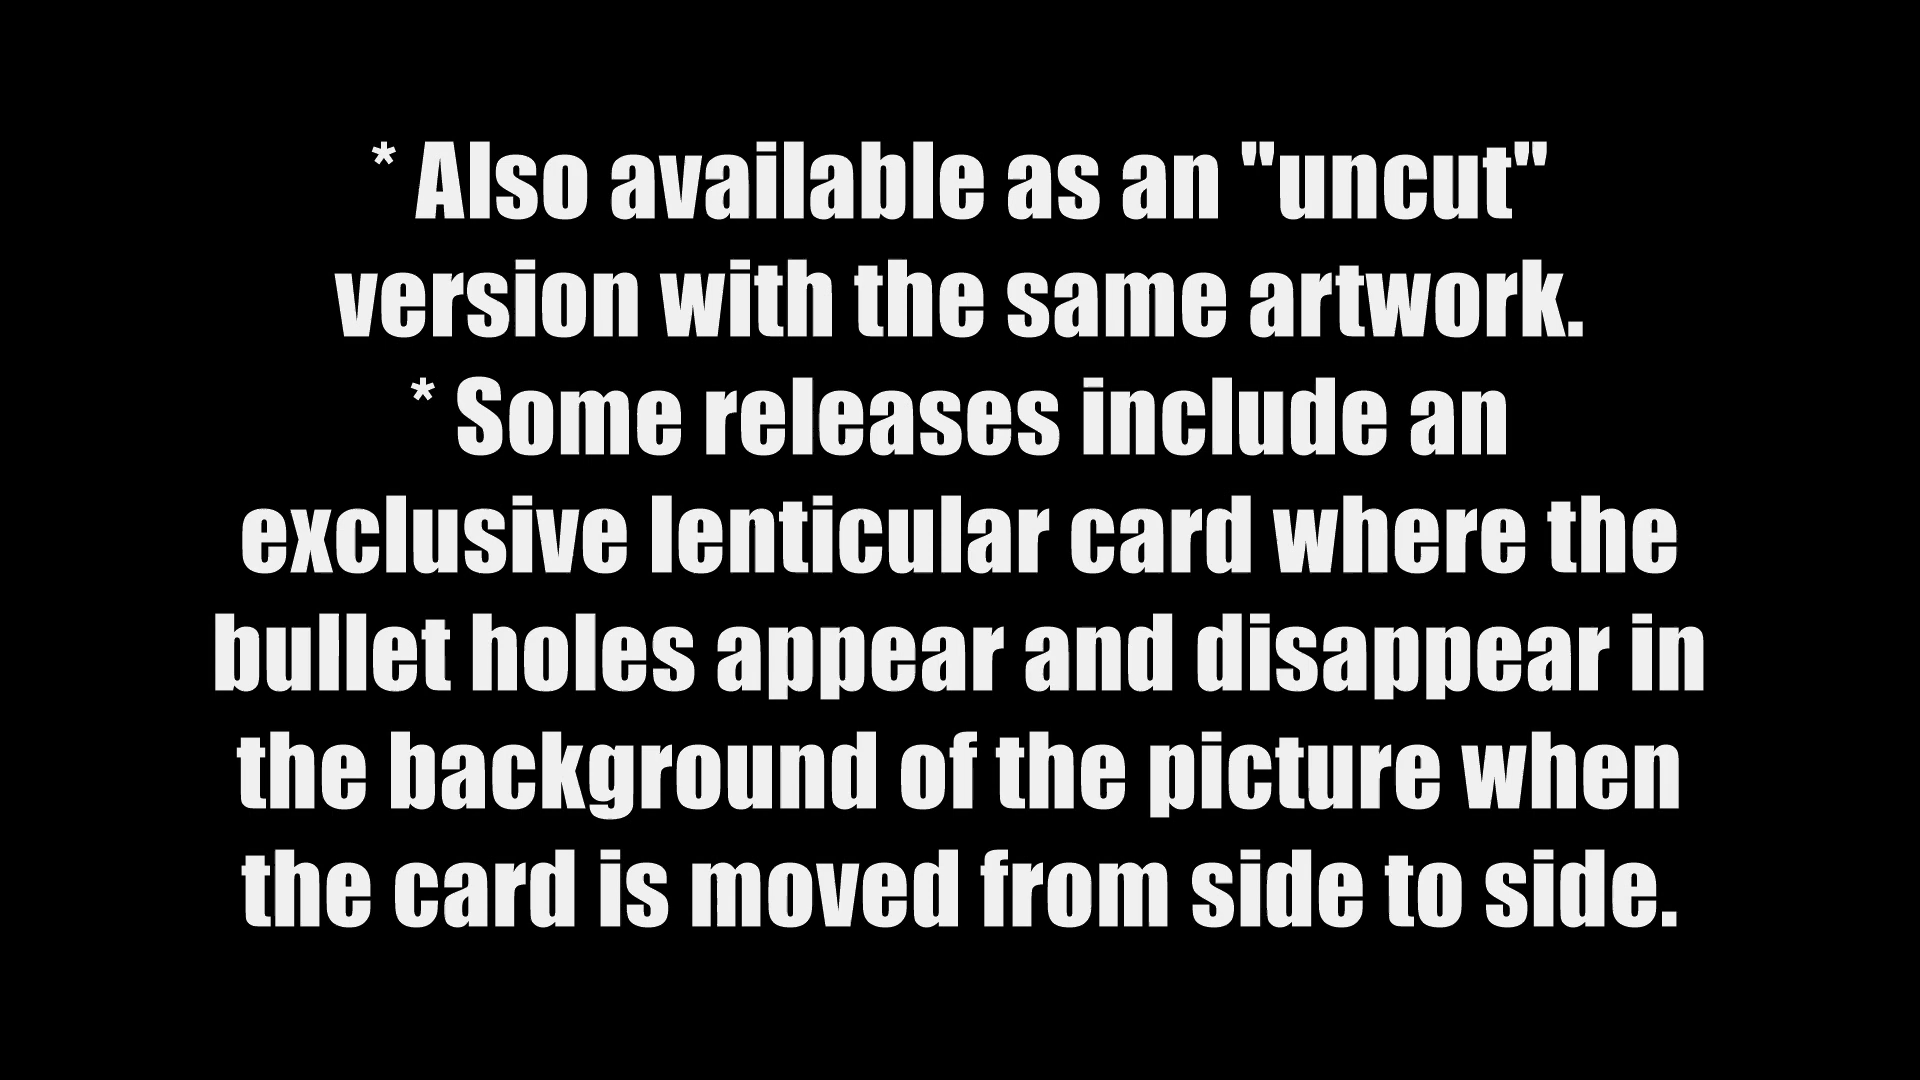 * Also available as an "uncut"
version with the same artwork.
* Some releases include an
exclusive lenticular card where the
bullet holes appear and disappear in
the background of the picture when
the card is moved from side to side.